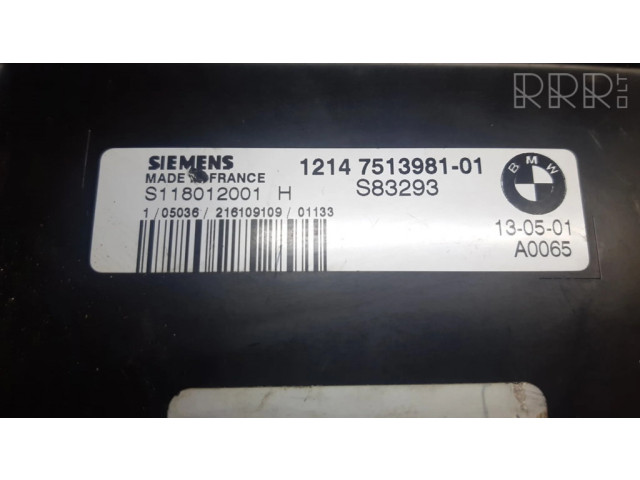 RRR.LT
SIEMENS
MADE IN FRANCE
S118012001 H
1214 7513981-01
S83293
BMW
13-05-01
A0065
1/05036/216109109/01133